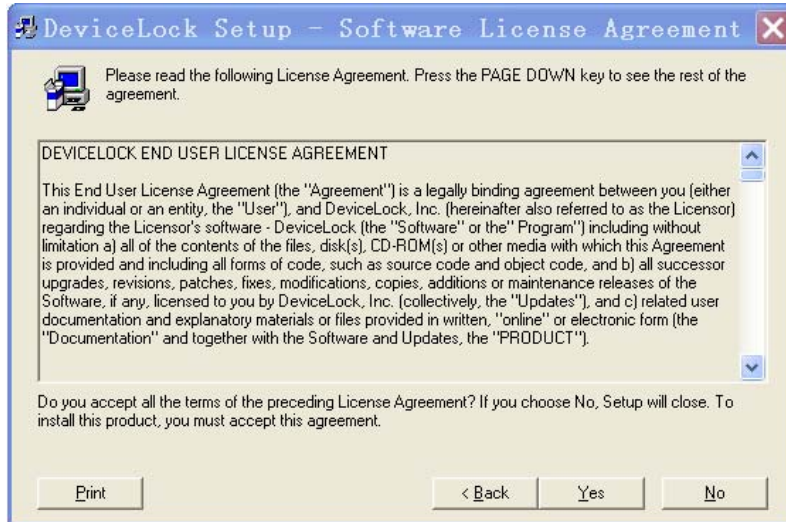 DeviceLock Setup - Software License Agreement
Please read the following License Agreement. Press the PAGE DOWN key to see the rest of the
agreement.
DEVICELOCK END USER LICENSE AGREEMENT
This End User License Agreement (the "Agreement") is a legally binding agreement between you (either
an individual or an entity, the "User"), and DeviceLock, Inc. (hereinafter also referred to as the Licensor)
regarding the Licensor's software - DeviceLock (the "Software" or the" Program") including without
limitation a) all of the contents of the files, disk(s), CD-ROM(s) or other media with which this Agreement
is provided and including all forms of code, such as source code and object code, and b) all successor
upgrades, revisions, patches, fixes, modifications, copies, additions or maintenance releases of the
Software, if any, licensed to you by DeviceLock, Inc. (collectively, the "Updates"), and c) related user
documentation and explanatory materials or files provided in written, "online" or electronic form (the
"Documentation" and together with the Software and Updates, the "PRODUCT").
Do you accept all the terms of the preceding License Agreement? If you choose No, Setup will close. To
install this product, you must accept this agreement.
Print
< Back
Yes
No